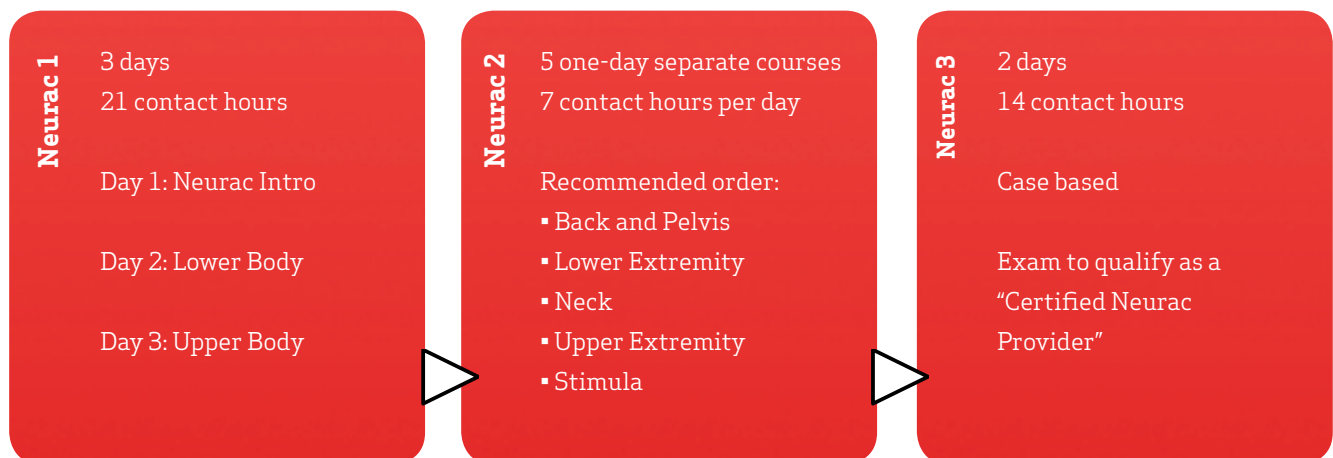 Neurac 1
3 days
21 contact hours
Day 1: Neurac Intro
Day 2: Lower Body
Day 3: Upper Body
Neurac 2
5 one-day separate courses
7 contact hours per day
Recommended order:
▪ Back and Pelvis
▪ Lower Extremity
▪ Neck
▪ Upper Extremity
▪ Stimula
Neurac 3
2 days
14 contact hours
Case based
Exam to qualify as a
“Certified Neurac
Provider”